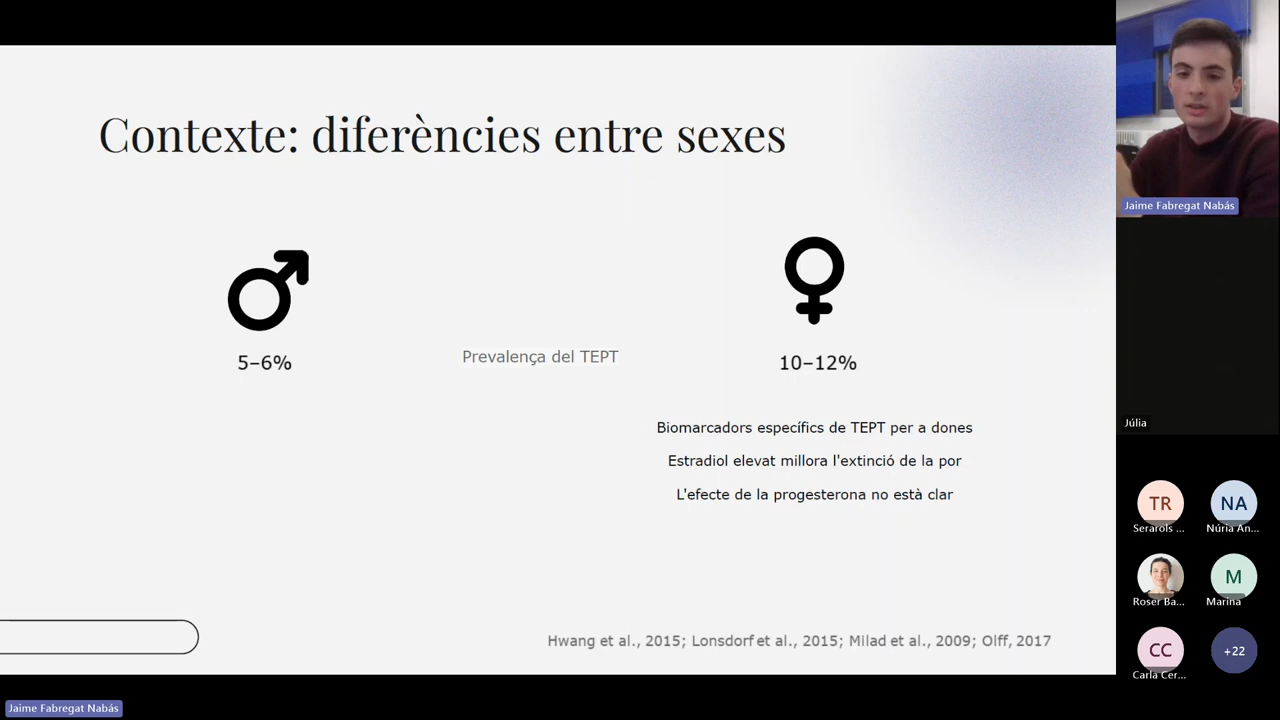 Contexte: diferències entre sexes
5–6%
Prevalença del TEPT
10–12%
Biomarcadors específics de TEPT per a dones
Estradiol elevat millora l'extinció de la por
L'efecte de la progesterona no està clar
Hwang et al., 2015; Lonsdorf et al., 2015; Milad et al., 2009; Olff, 2017
Jaime Fabregat Nabás
Júlia
TR
NA
Serarols ...
Núria An...
M
Roser Ba...
Marina
CC
+22
Carla Cer...
Jaime Fabregat Nabás